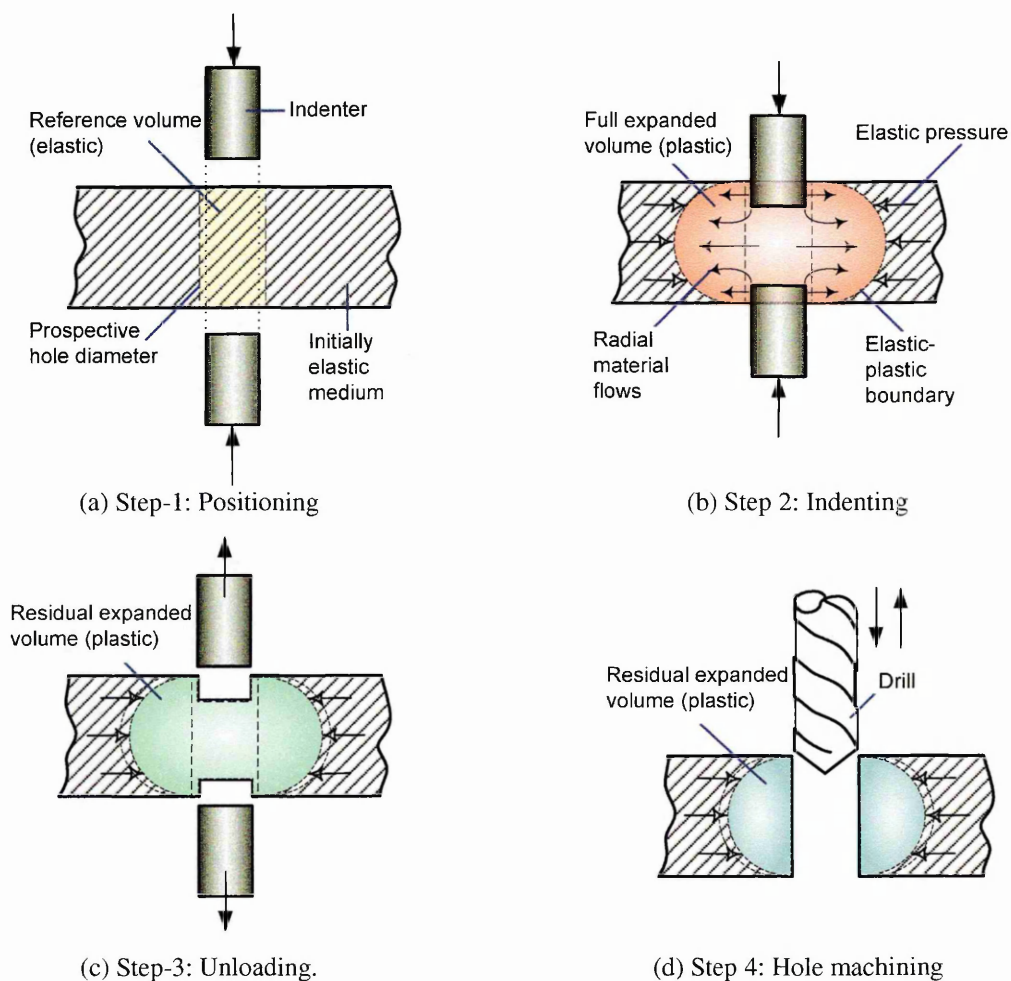 Reference volume
(elastic)
Indenter
Prospective
hole diameter
Initially
elastic
medium
(a) Step-1: Positioning
Full expanded
volume (plastic)
Elastic pressure
Radial
material
flows
Elastic-
plastic
boundary
(b) Step 2: Indenting
Residual expanded
volume (plastic)
(c) Step-3: Unloading.
Residual expanded
volume (plastic)
Drill
(d) Step 4: Hole machining